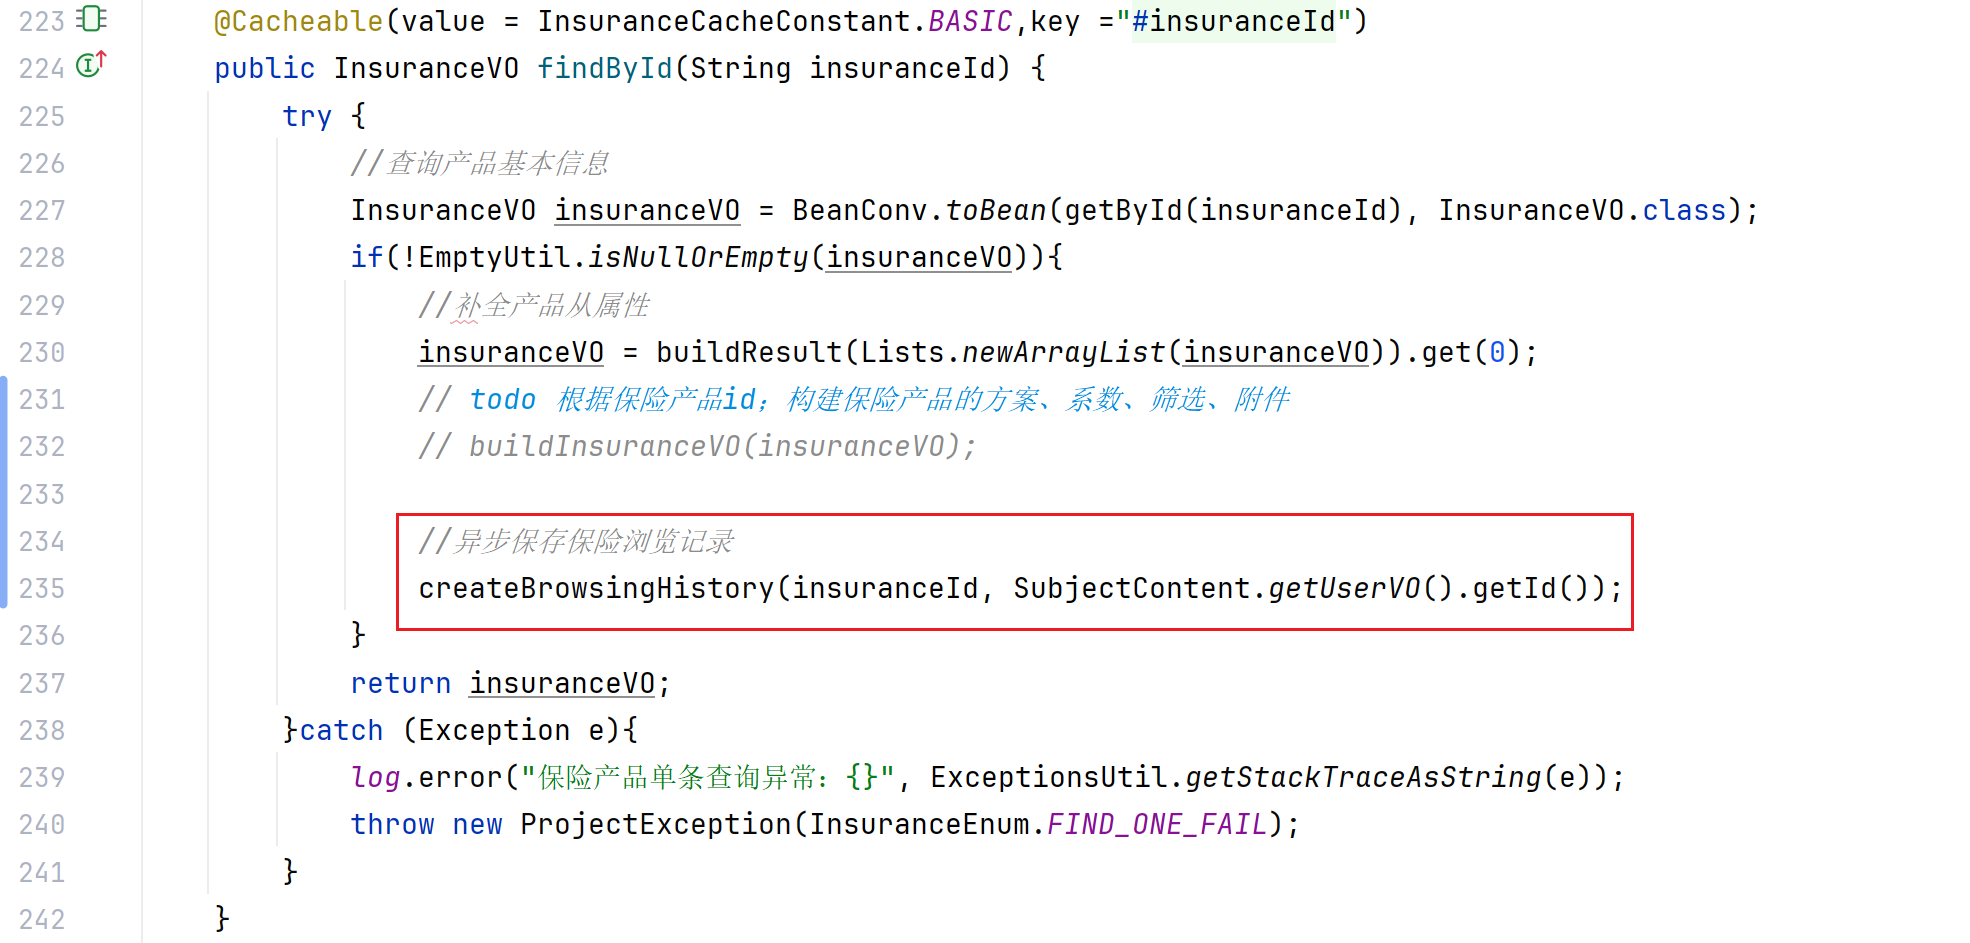 223 @Cacheable(value = InsuranceCacheConstant.BASIC,key ="#insuranceId")
224 public InsuranceVO findById(String insuranceId) {
225 try {
226 //查询产品基本信息
227 InsuranceVO insuranceVO = BeanConv.toBean(getById(insuranceId), InsuranceVO.class);
228 if(!EmptyUtil.isNullOrEmpty(insuranceVO)){
229 //补全产品从属性
230 insuranceVO = buildResult(Lists.newArrayList(insuranceVO)).get(0);
231 // todo 根据保险产品id；构建保险产品的方案、系数、筛选、附件
232 // buildInsuranceVO(insuranceVO);
233
234 //异步保存保险浏览记录
235 createBrowsingHistory(insuranceId, SubjectContent.getUserVO().getId());
236 }
237 return insuranceVO;
238 }catch (Exception e){
239 log.error("保险产品单条查询异常：{}", ExceptionsUtil.getStackTraceAsString(e));
240 throw new ProjectException(InsuranceEnum.FIND_ONE_FAIL);
241 }
242 }